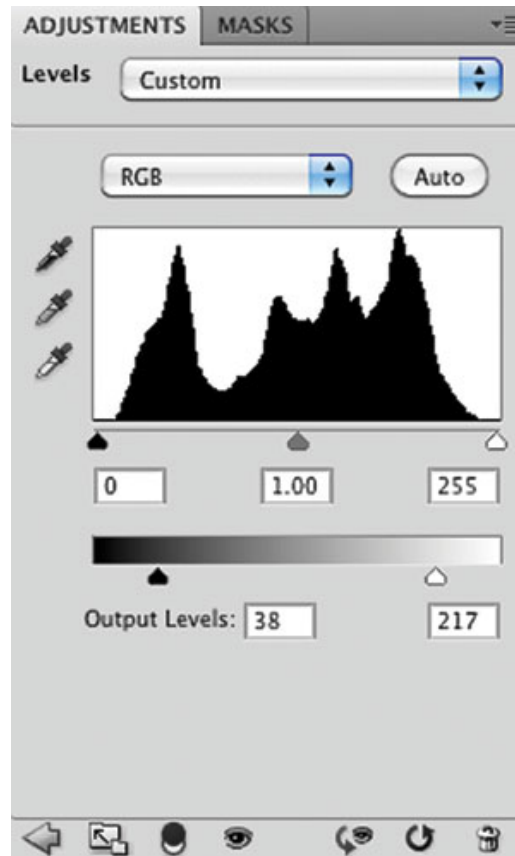 ADJUSTMENTS MASKS
Levels Custom
RGB Auto
0 1.00 255
Output Levels: 38 217